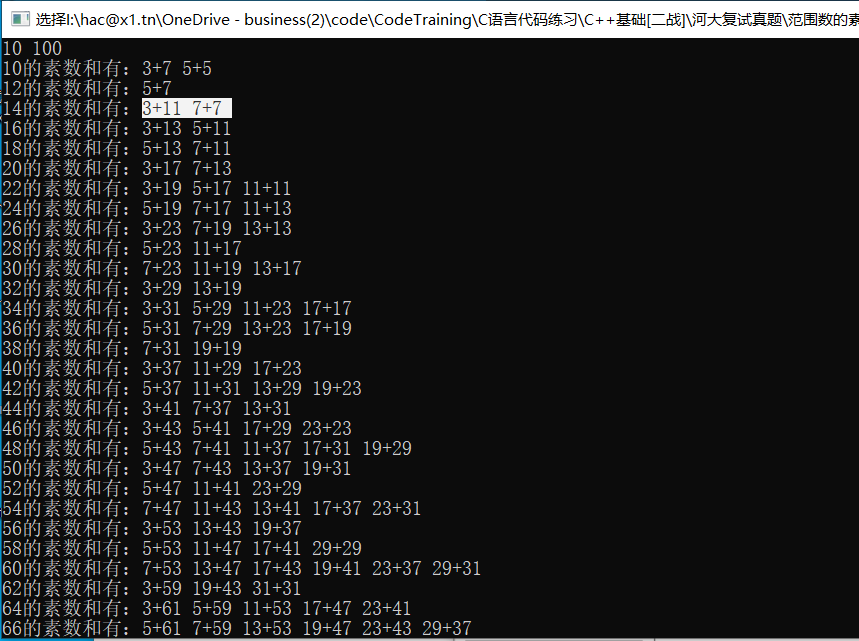 选择I:\hac@x1.tn\OneDrive - business(2)\code\CodeTraining\C语言代码练习\C++基础[二战]\河大复试真题\范围数的素
10 100
10的素数和有: 3+7 5+5
12的素数和有: 5+7
14的素数和有: 3+11 7+7
16的素数和有: 3+13 5+11
18的素数和有: 5+13 7+11
20的素数和有: 3+17 7+13
22的素数和有: 3+19 5+17 11+11
24的素数和有: 5+19 7+17 11+13
26的素数和有: 3+23 7+19 13+13
28的素数和有: 5+23 11+17
30的素数和有: 7+23 11+19 13+17
32的素数和有: 3+29 13+19
34的素数和有: 3+31 5+29 11+23 17+17
36的素数和有: 5+31 7+29 13+23 17+19
38的素数和有: 7+31 19+19
40的素数和有: 3+37 11+29 17+23
42的素数和有: 5+37 11+31 13+29 19+23
44的素数和有: 3+41 7+37 13+31
46的素数和有: 3+43 5+41 17+29 23+23
48的素数和有: 5+43 7+41 11+37 17+31 19+29
50的素数和有: 3+47 7+43 13+37 19+31
52的素数和有: 5+47 11+41 23+29
54的素数和有: 7+47 11+43 13+41 17+37 23+31
56的素数和有: 3+53 13+43 19+37
58的素数和有: 5+53 11+47 17+41 29+29
60的素数和有: 7+53 13+47 17+43 19+41 23+37 29+31
62的素数和有: 3+59 19+43 31+31
64的素数和有: 3+61 5+59 11+53 17+47 23+41
66的素数和有: 5+61 7+59 13+53 19+47 23+43 29+37